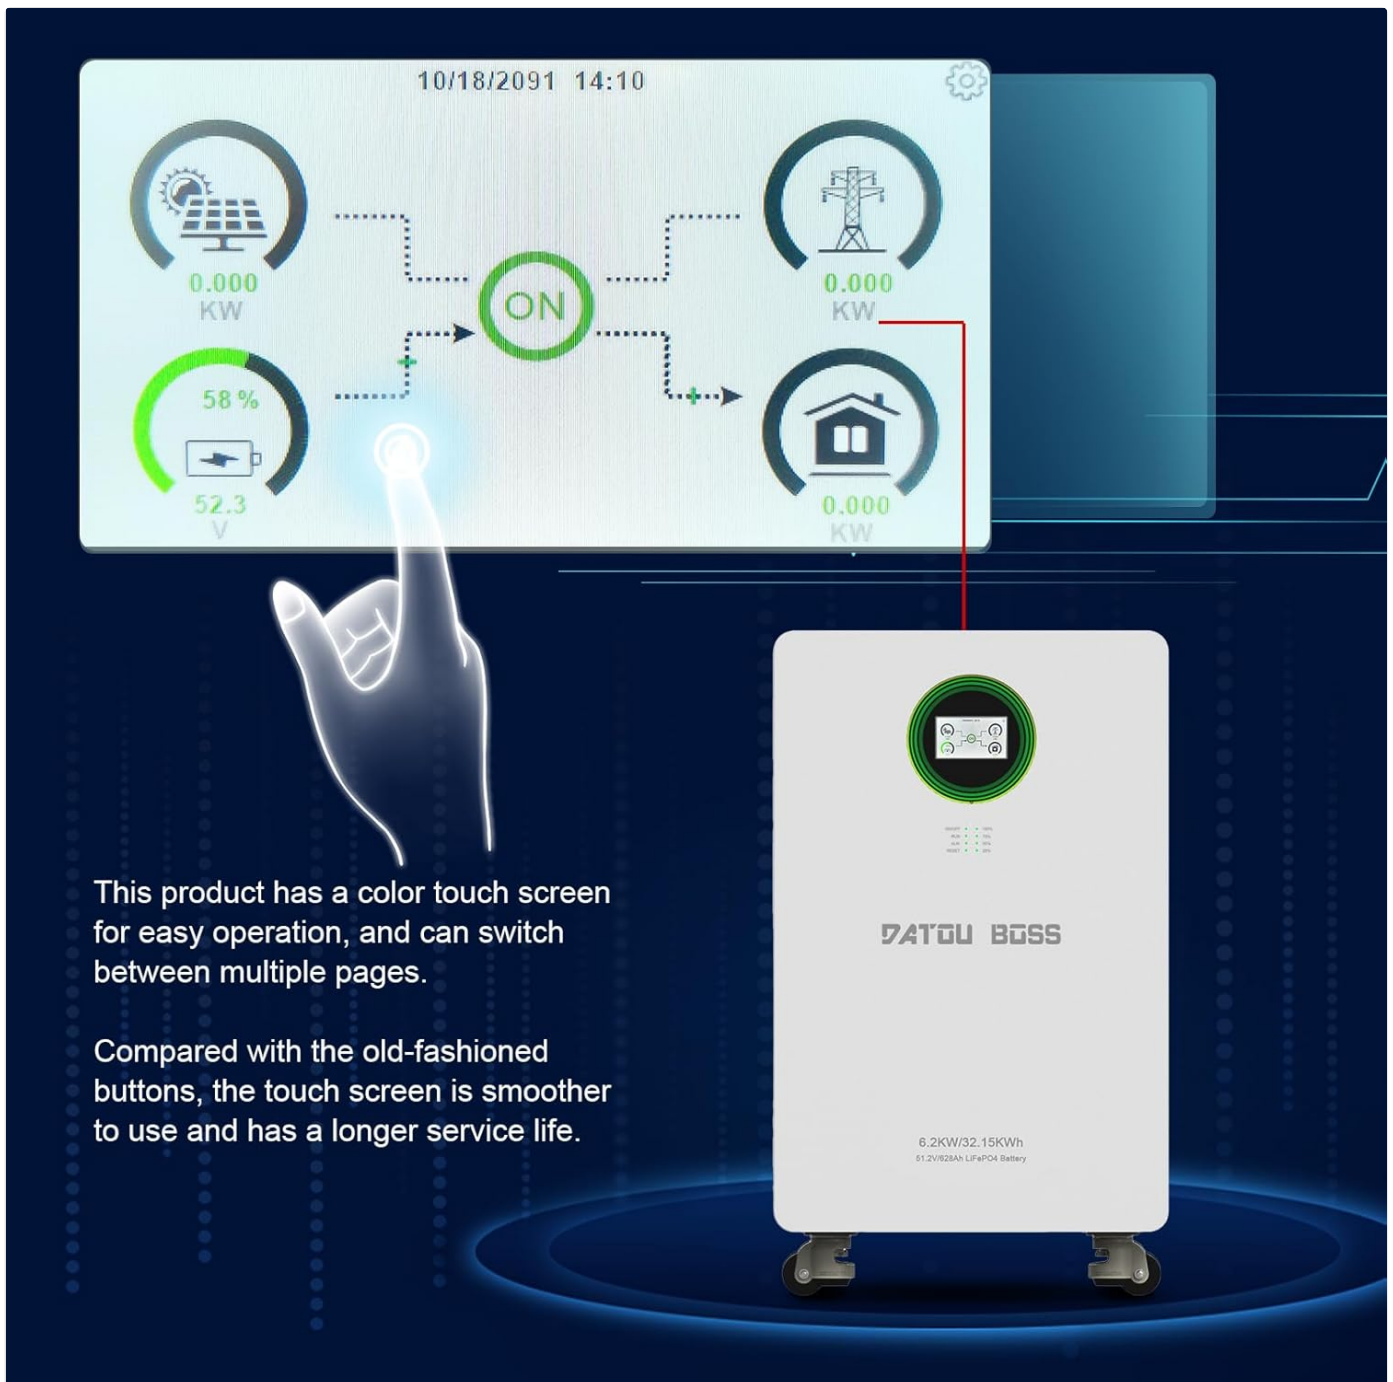 10/18/2091 14:10
0.000
KW
0.000
KW
ON
58 %
52.3
V
0.000
KW
This product has a color touch screen
for easy operation, and can switch
between multiple pages.
Compared with the old-fashioned
buttons, the touch screen is smoother
to use and has a longer service life.
DATOU BOSS
6.2KW/32.15KWh
51.2V/628Ah LiFePO4 Battery